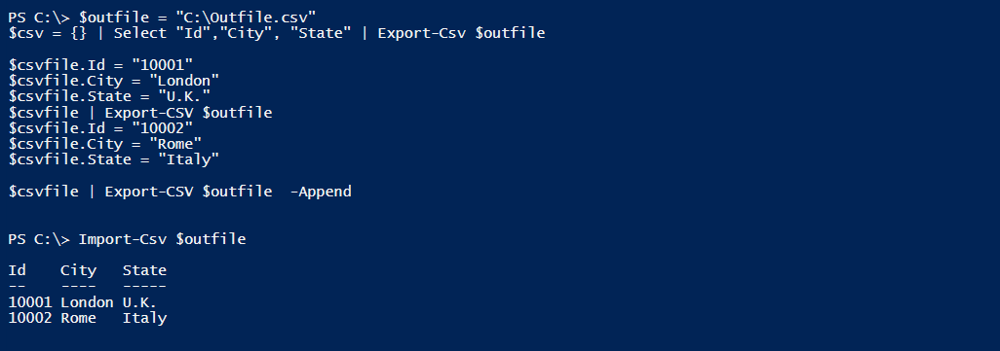 PS C:\> $outfile = "C:\Outfile.csv"
$csv = {} | Select "Id","City", "State" | Export-Csv $outfile
$csvfile.Id = "10001"
$csvfile.City = "London"
$csvfile.State = "U.K."
$csvfile | Export-CSV $outfile
$csvfile.Id = "10002"
$csvfile.City = "Rome"
$csvfile.State = "Italy"
$csvfile | Export-CSV $outfile  -Append
PS C:\> Import-Csv $outfile
Id    City   State
--    ----   -----
10001 London U.K.
10002 Rome   Italy